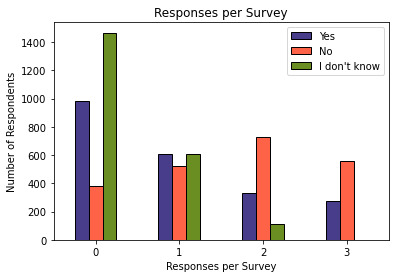 Responses per Survey
Yes
No
I don't know
Number of Respondents
1400
1200
1000
800
600
400
200
0
0 1 2 3
Responses per Survey